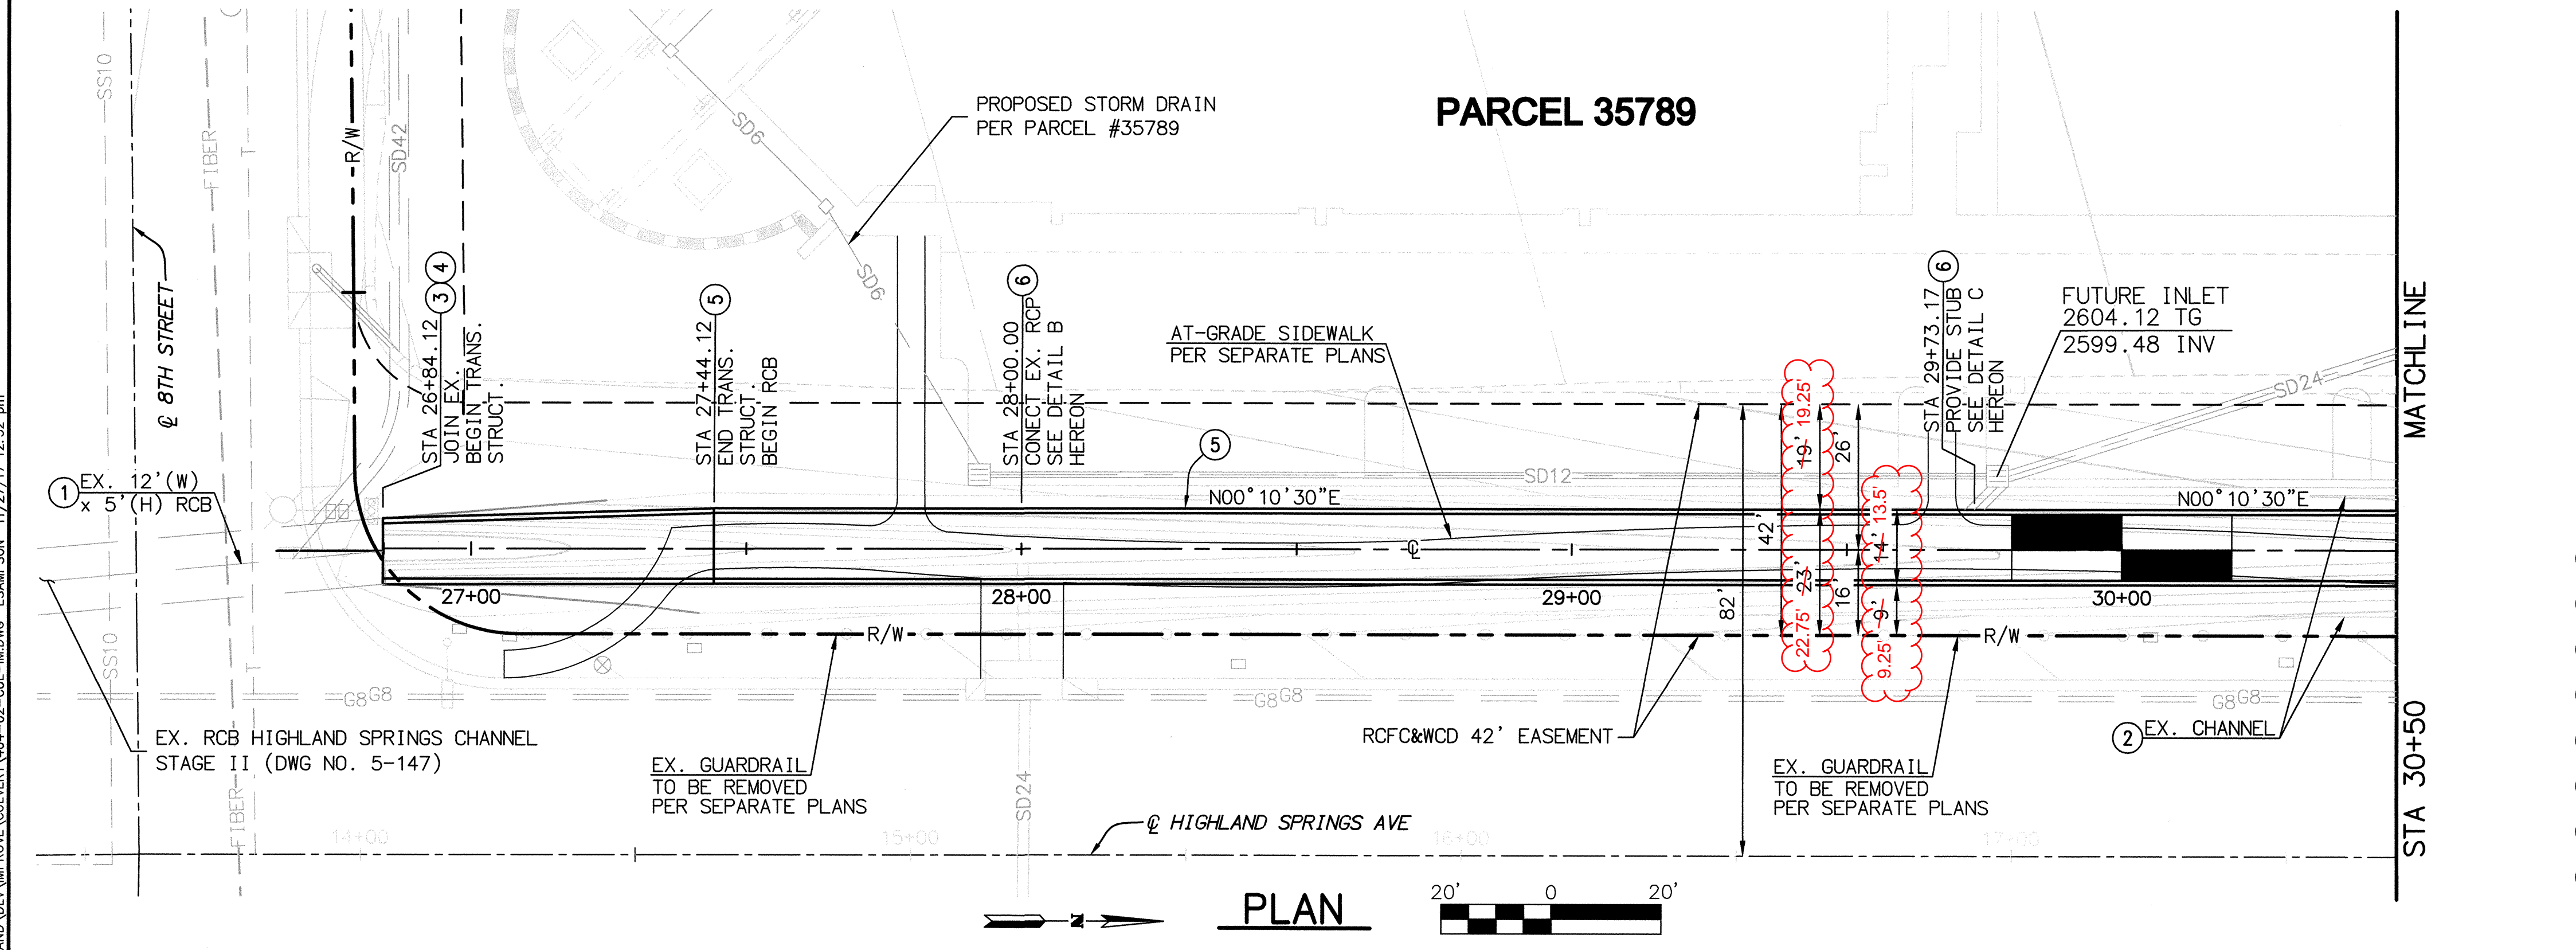 PARCEL 35789
PROPOSED STORM DRAIN
PER PARCEL #35789
SS10
FIBER
T
R/W
SD42
SD6
SD6
℄ 8TH STREET
3 4
STA 26+84.12
JOIN EX.
BEGIN TRANS.
STRUCT.
5
STA 27+44.12
END TRANS.
STRUCT.
BEGIN RCB
6
STA 28+00.00
CONECT EX. RCP
SEE DETAIL B
HEREON
AT-GRADE SIDEWALK
PER SEPARATE PLANS
6
STA 29+73.17
PROVIDE STUB
SEE DETAIL C
HEREON
FUTURE INLET
2604.12 TG
2599.48 INV
SD24
MATCHLINE
STA 30+50
1
EX. 12'(W)
x 5'(H) RCB
5
N00°10'30"E
SD12
N00°10'30"E
℄
42'
82'
19'
19.25'
23'
22.75'
26'
16'
14'
13.5'
9'
9.25'
27+00
28+00
29+00
30+00
R/W
R/W
SS10
T
FIBER
G8
G8
G8
G8
G8
G8
SD24
EX. RCB HIGHLAND SPRINGS CHANNEL
STAGE II (DWG NO. 5-147)
EX. GUARDRAIL
TO BE REMOVED
PER SEPARATE PLANS
RCFC&WCD 42' EASEMENT
EX. GUARDRAIL
TO BE REMOVED
PER SEPARATE PLANS
2
EX. CHANNEL
℄ HIGHLAND SPRINGS AVE
14+00
15+00
16+00
17+00
N
PLAN
20'
0
20'